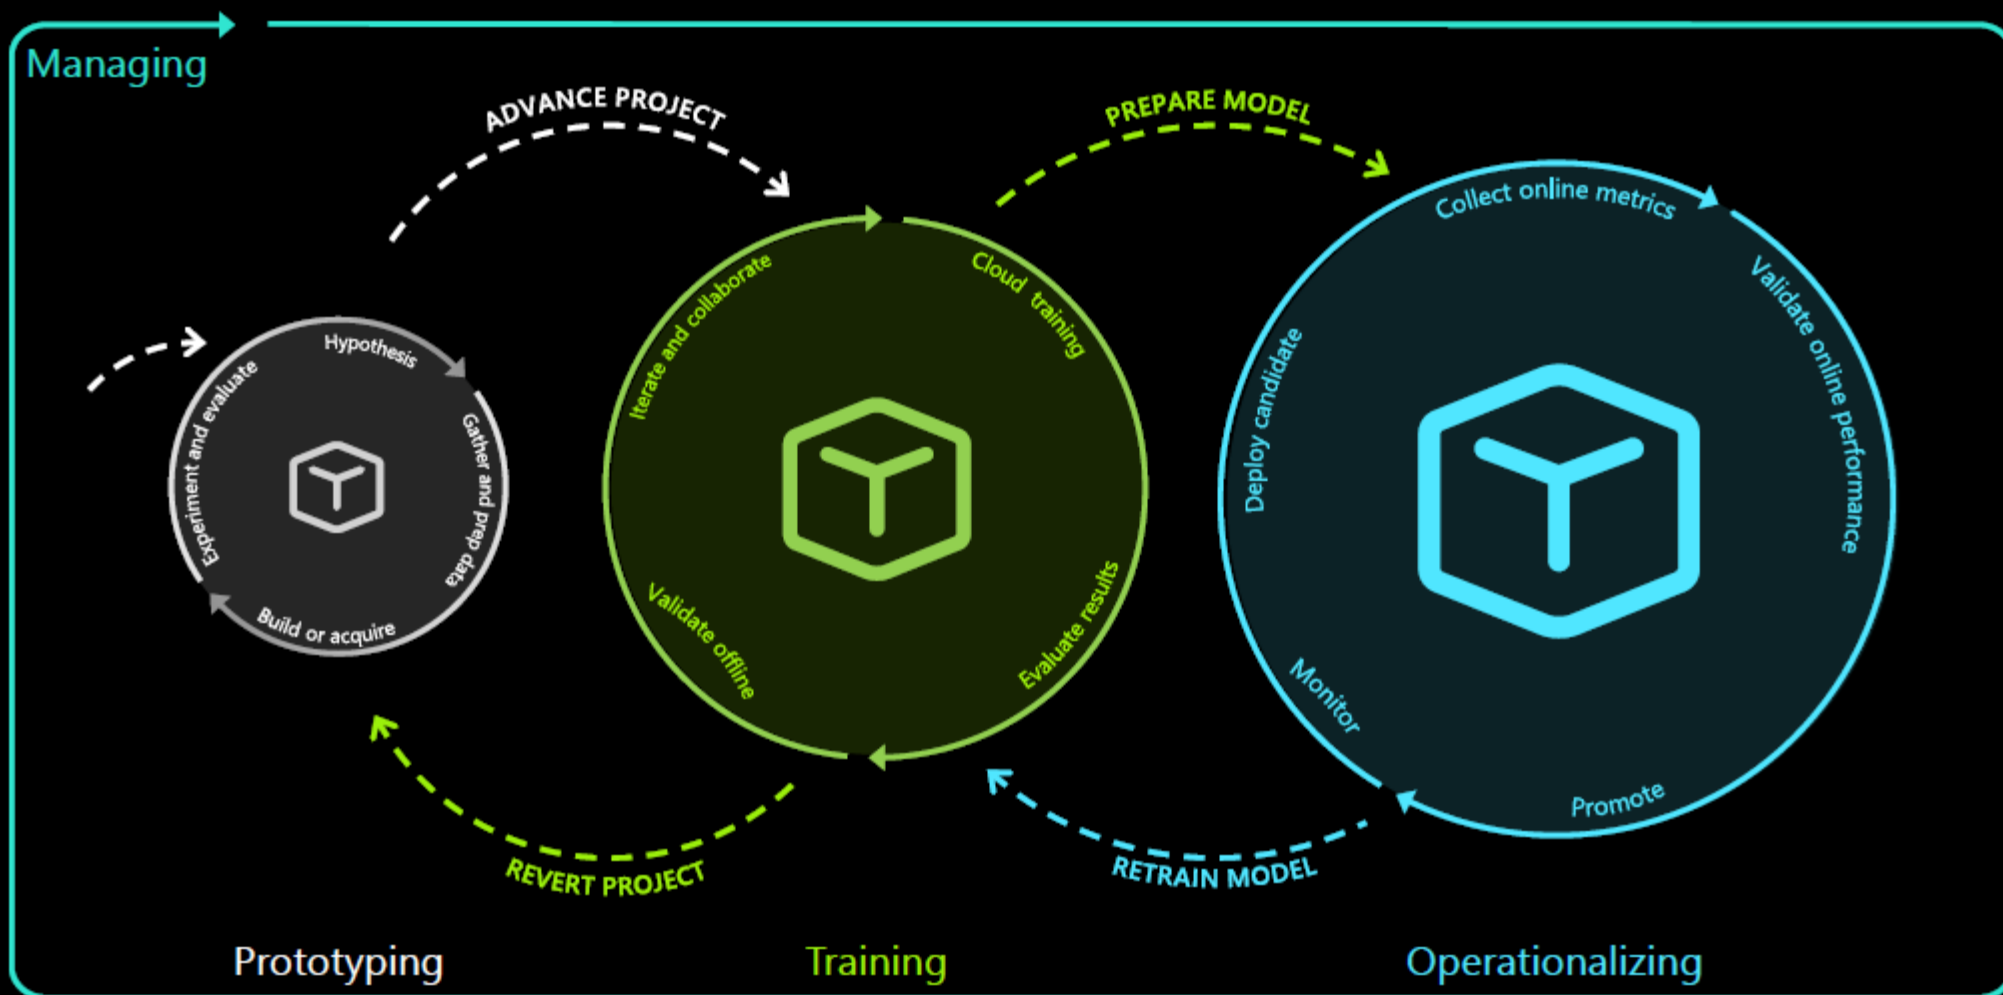 Managing
ADVANCE PROJECT
PREPARE MODEL
Hypothesis
Gather and prep data
Build or acquire
Experiment and evaluate
Iterate and collaborate
Cloud training
Evaluate results
Validate offline
Collect online metrics
Validate online performance
Promote
Monitor
Deploy candidate
REVERT PROJECT
RETRAIN MODEL
Prototyping
Training
Operationalizing